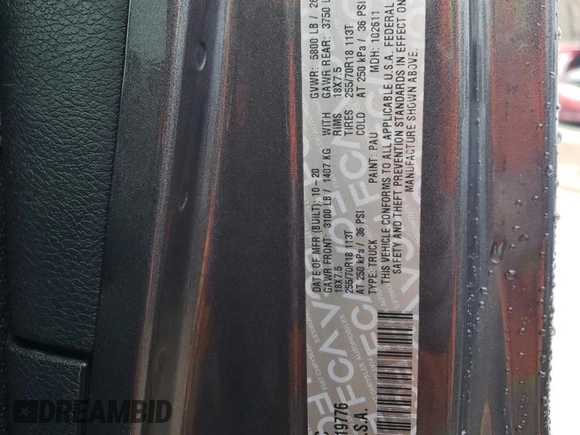 DATE OF MFR (BUILT): 10-20
GVWR: 5800 LB / 26
GAWR FRONT: 3100 LB / 1407 KG WITH GAWR REAR: 3750 L
18X7.5 RIMS 18X7.5
255/70R18 113T TIRES 255/70R18 113T
AT 250 kPa / 36 PSI COLD AT 250 kPa / 36 PSI
TYPE: TRUCK PAINT: PAU MDH: 102611
THIS VEHICLE CONFORMS TO ALL APPLICABLE U.S.A. FEDERAL
SAFETY AND THEFT PREVENTION STANDARDS IN EFFECT ON
MANUFACTURE SHOWN ABOVE.
19776
.S.A.
DREAMBID